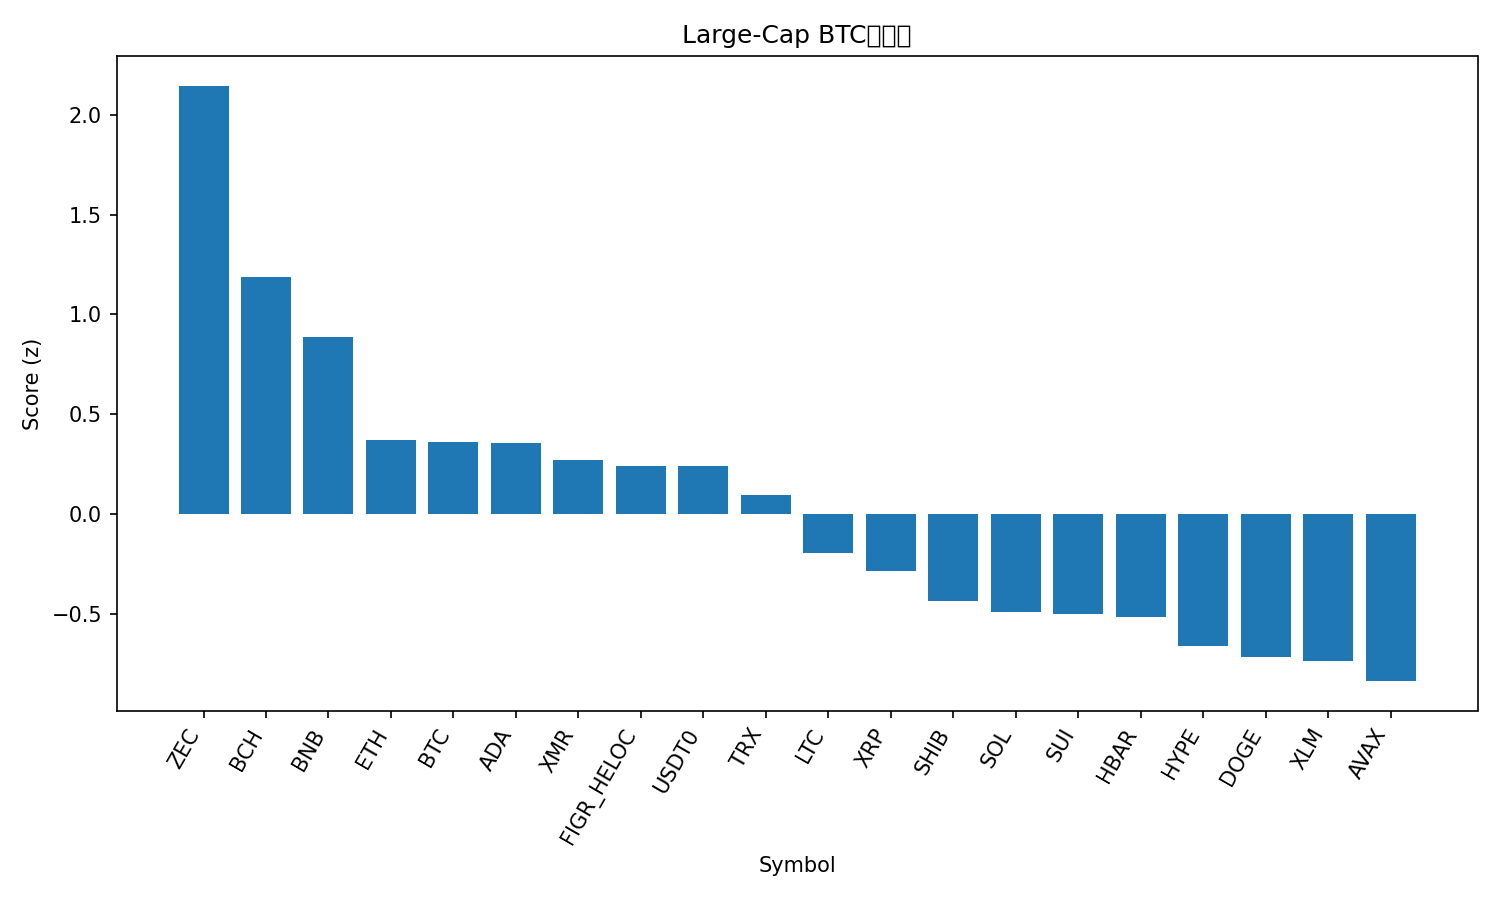 Large-Cap BTC
Score (z)
2.0
1.5
1.0
0.5
0.0
−0.5
ZEC
BCH
BNB
ETH
BTC
ADA
XMR
FIGR_HELOC
USDT0
TRX
LTC
XRP
SHIB
SOL
SUI
HBAR
HYPE
DOGE
XLM
AVAX
Symbol